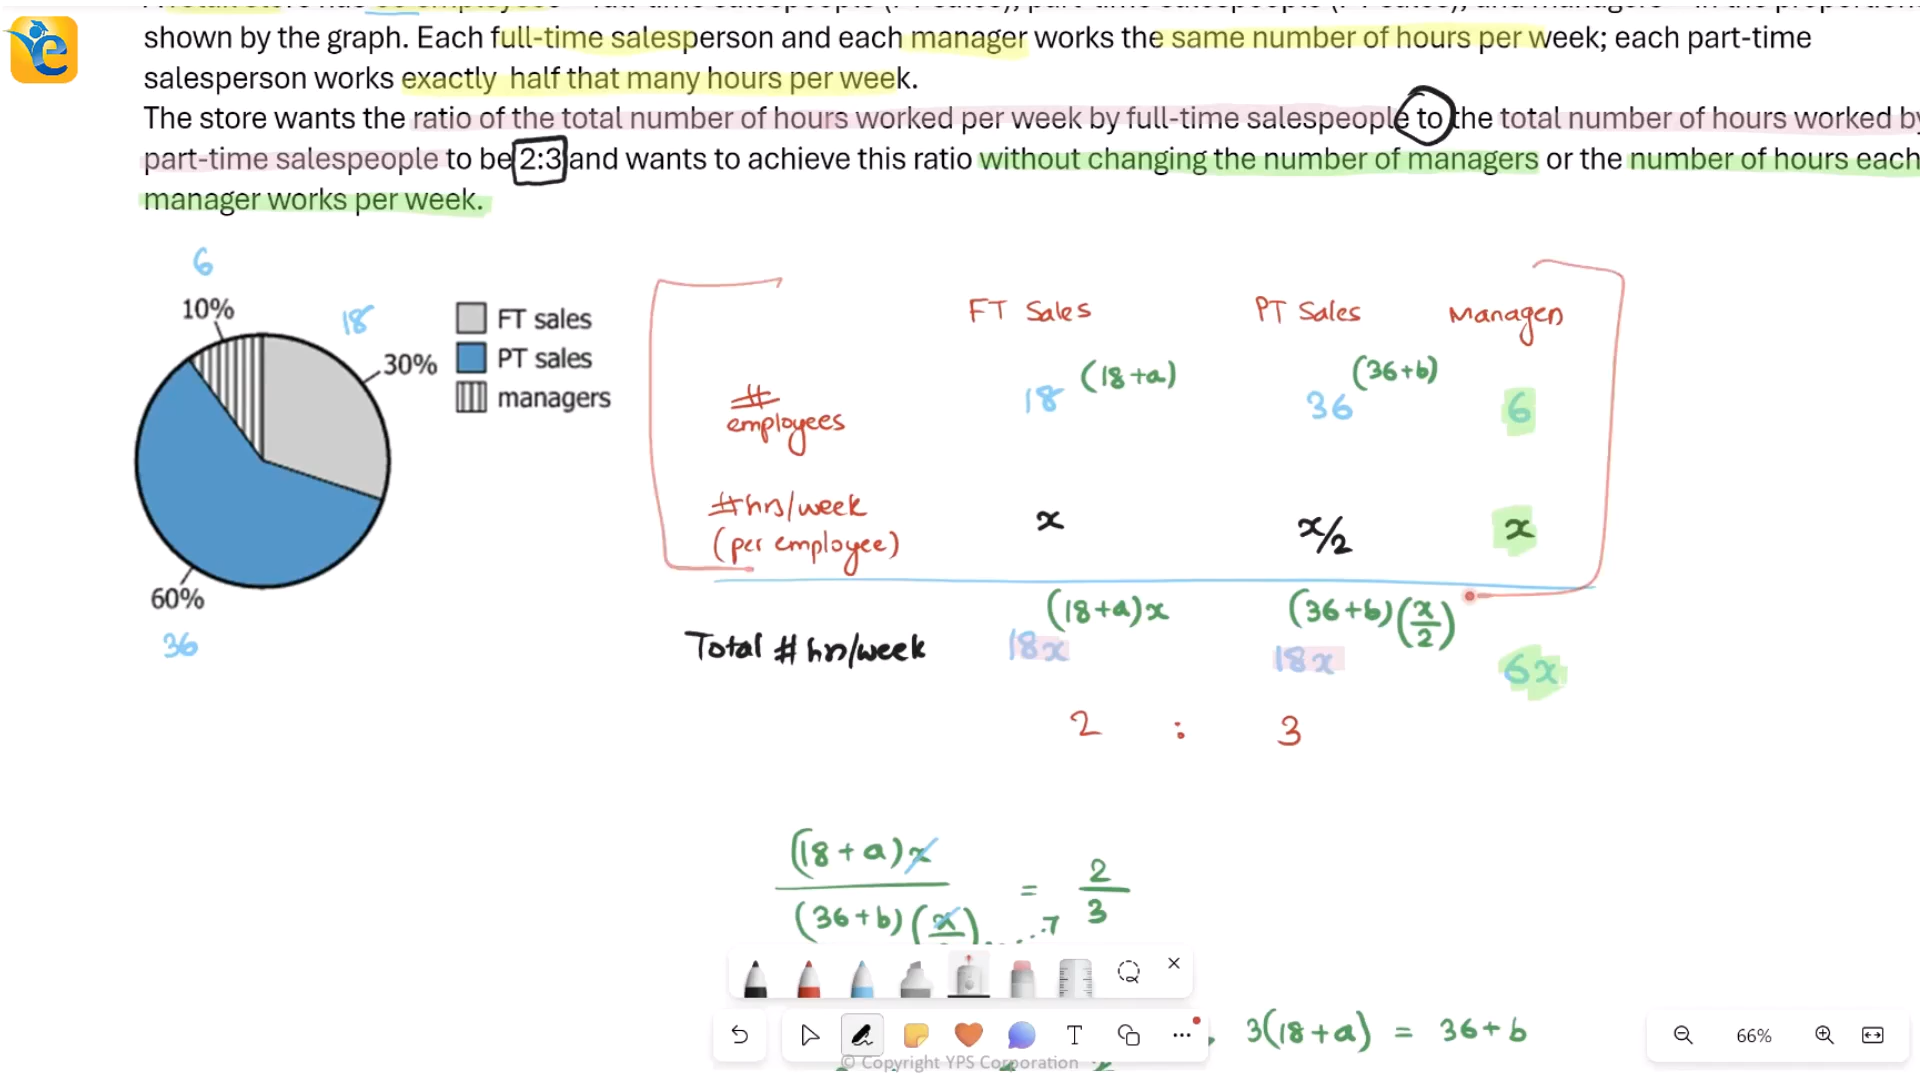 shown by the graph. Each full-time salesperson and each manager works the same number of hours per week; each part-time
salesperson works exactly half that many hours per week.
The store wants the ratio of the total number of hours worked per week by full-time salespeople to the total number of hours worked by
part-time salespeople to be 2:3 and wants to achieve this ratio without changing the number of managers or the number of hours each
manager works per week.
6
10%
18
30%
60%
36
FT sales
PT sales
managers
FT Sales PT Sales Managers
(18+a) (36+b)
# employees 18 36 6
#hrs/week (per employee) x x/2 x
(18+a)x (36+b)(x/2)
Total # hrs/week 18x 18x 6x
2 : 3
(18+a)x = 2
(36+b)(x 3
3(18+a) = 36+b
T
66%
© Copyright YPS Corporation